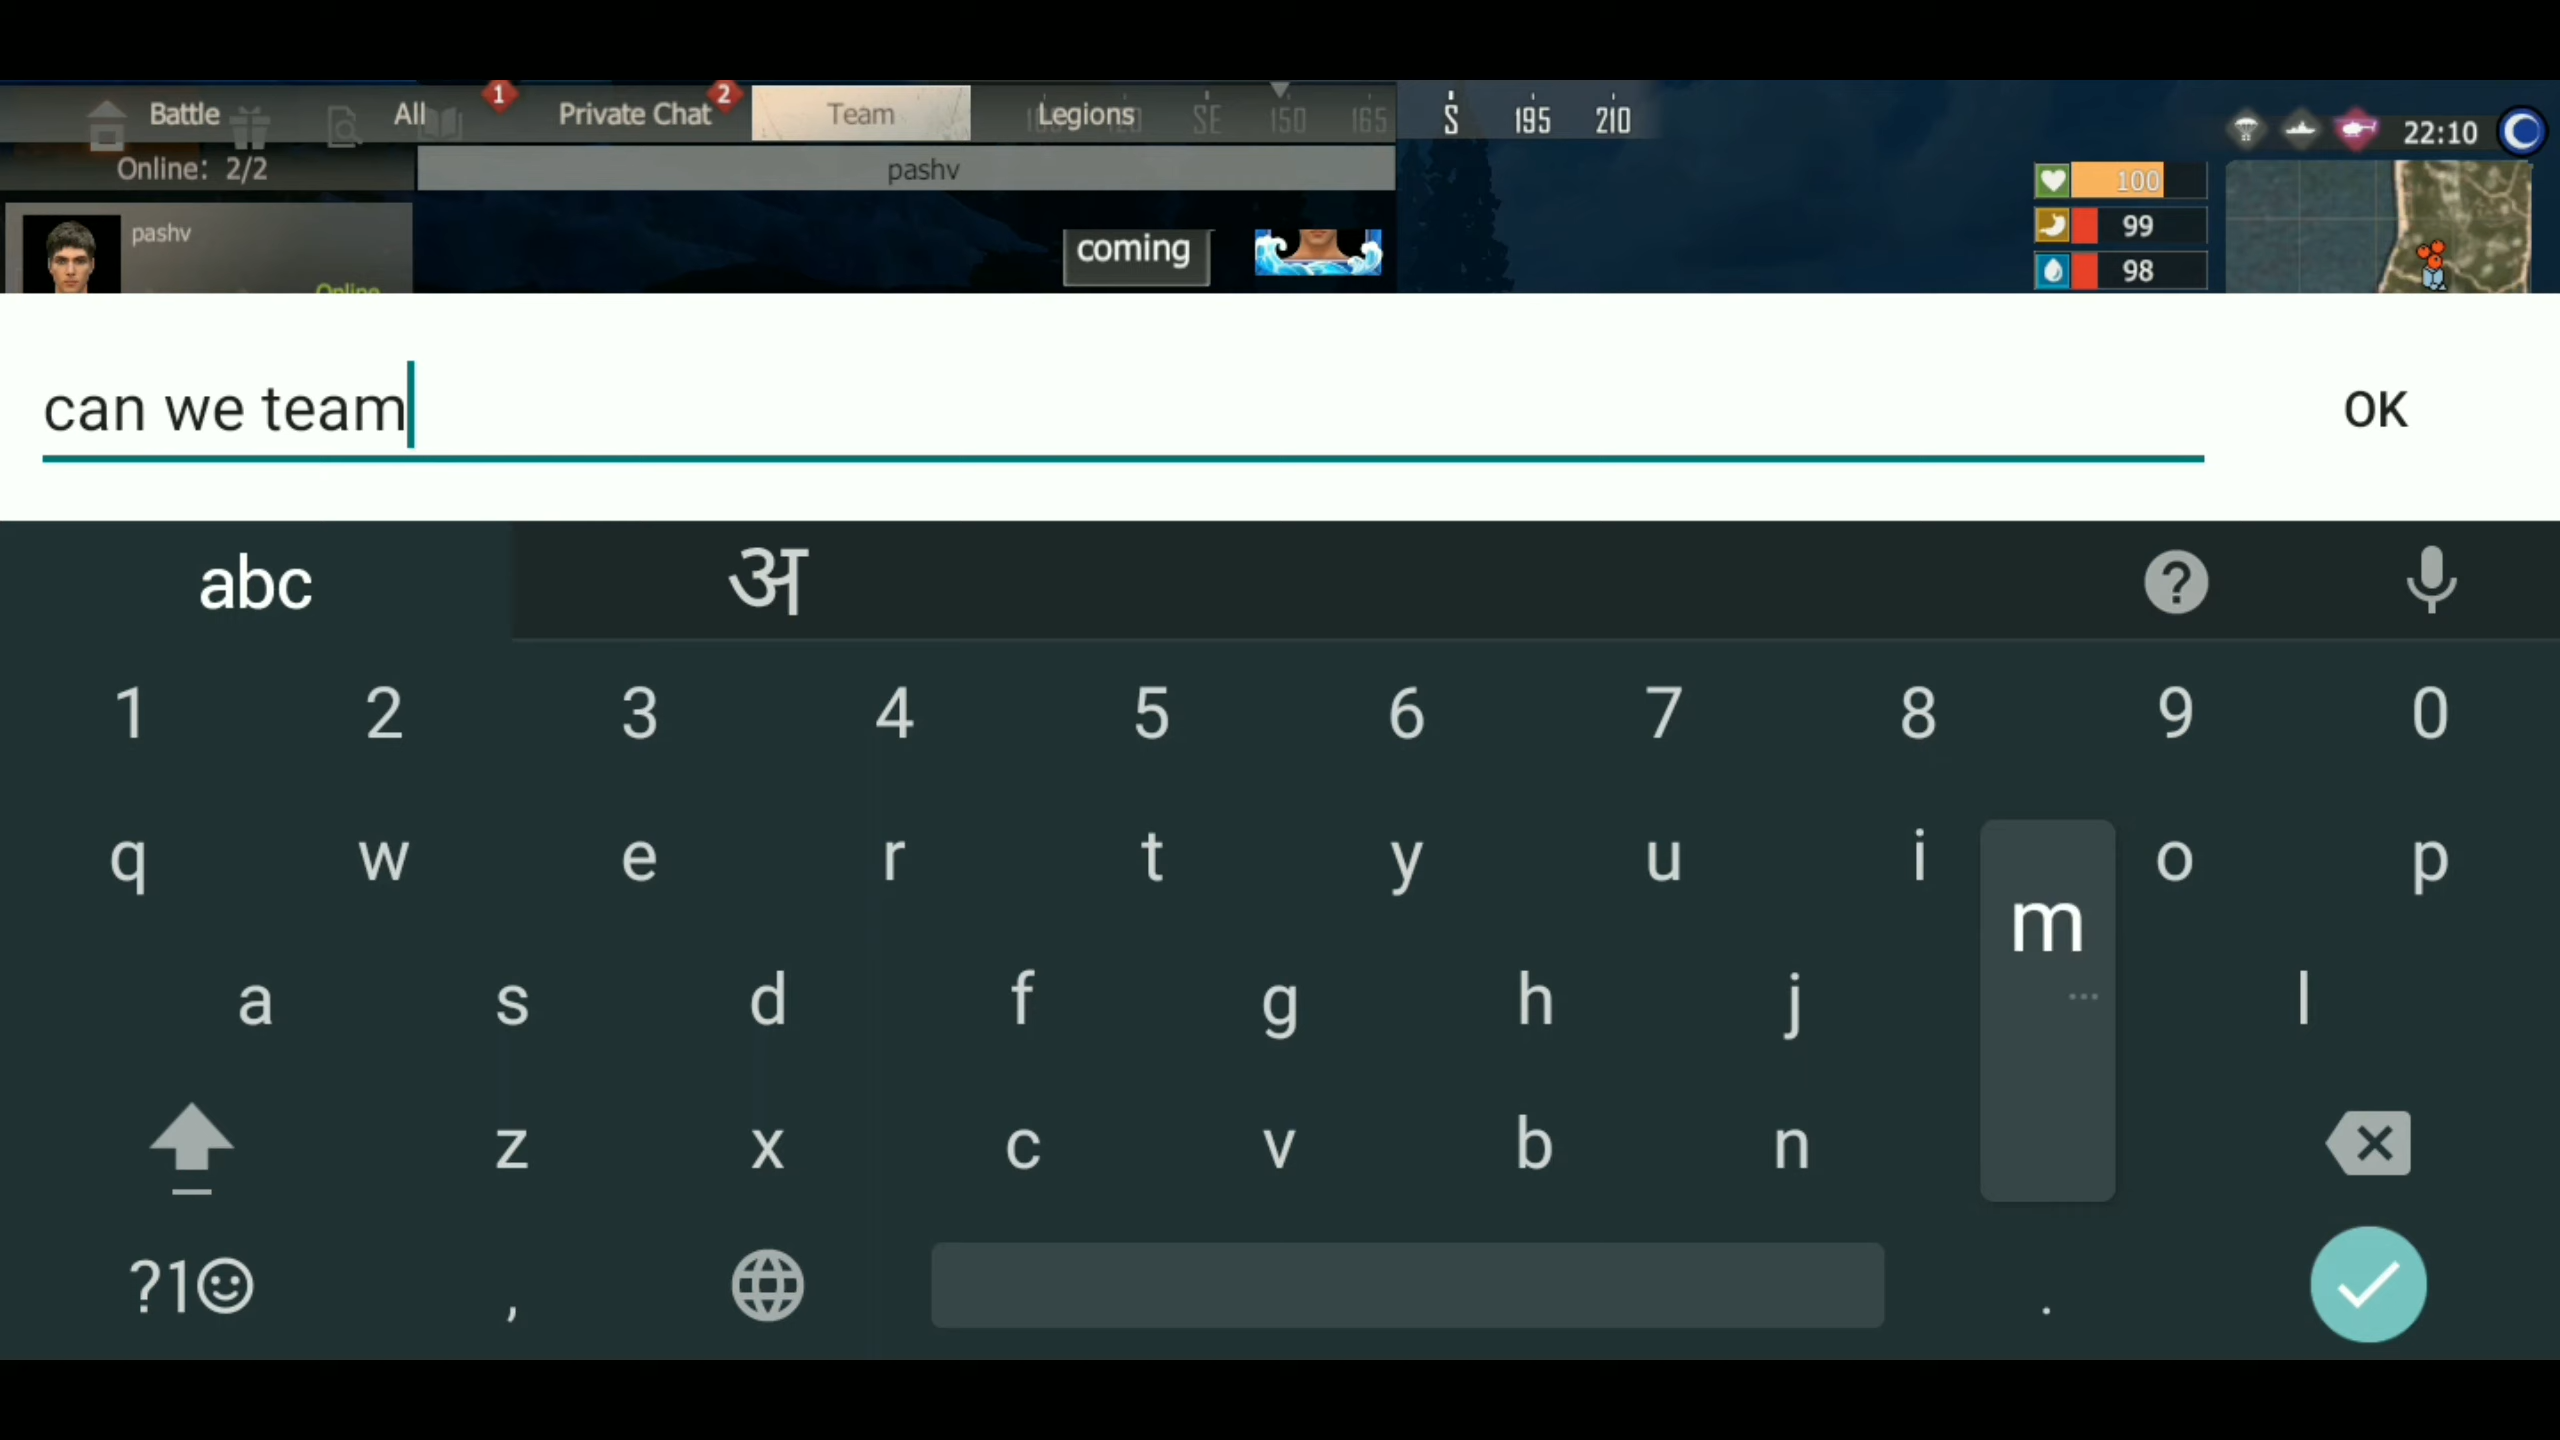 Battle All 1 Private Chat 2 Team Legions SE 150 165 S 195 210 22:10
Online: 2/2 pashv
100
pashv
coming
99
Online
98
can we team
OK
abc अ ?
1 2 3 4 5 6 7 8 9 0
q w e r t y u i o p
m
a s d f g h j l
z x c v b n
?1☺ , .